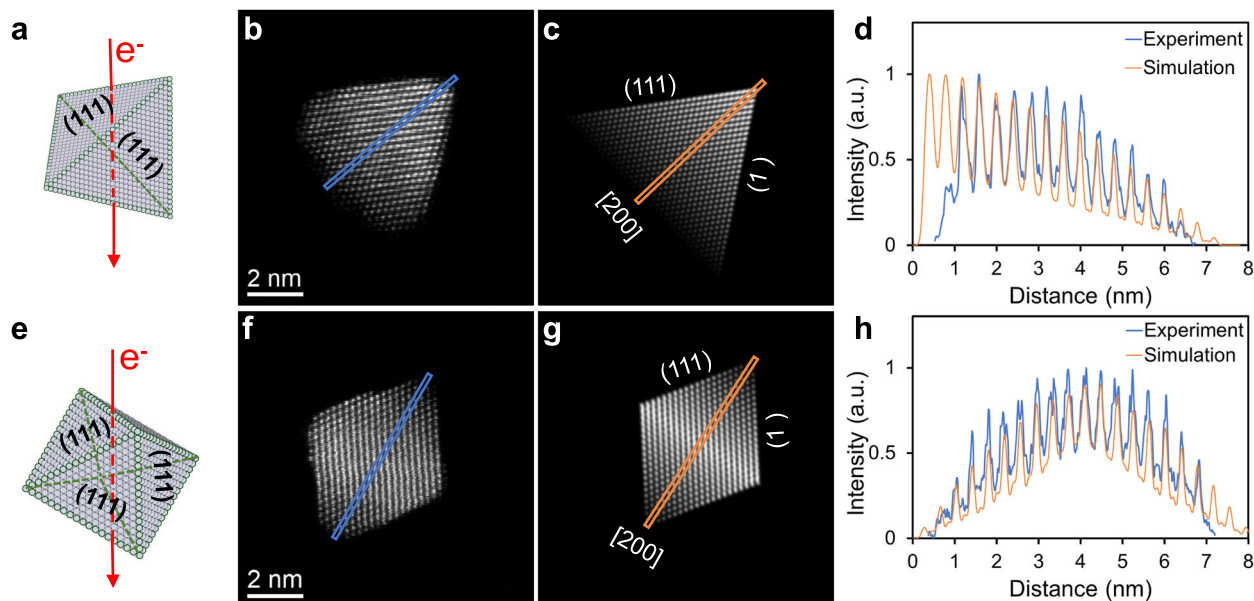 a
e-
(111)
(111)
b
2 nm
c
(111)
(1 )
[200]
d
Experiment
Simulation
Intensity (a.u.)
1
0.5
0
0 1 2 3 4 5 6 7 8
Distance (nm)
e
e-
(111)
(111)
(111)
f
2 nm
g
(111)
(1)
[200]
h
Experiment
Simulation
Intensity (a.u.)
1
0.5
0
0 1 2 3 4 5 6 7 8
Distance (nm)